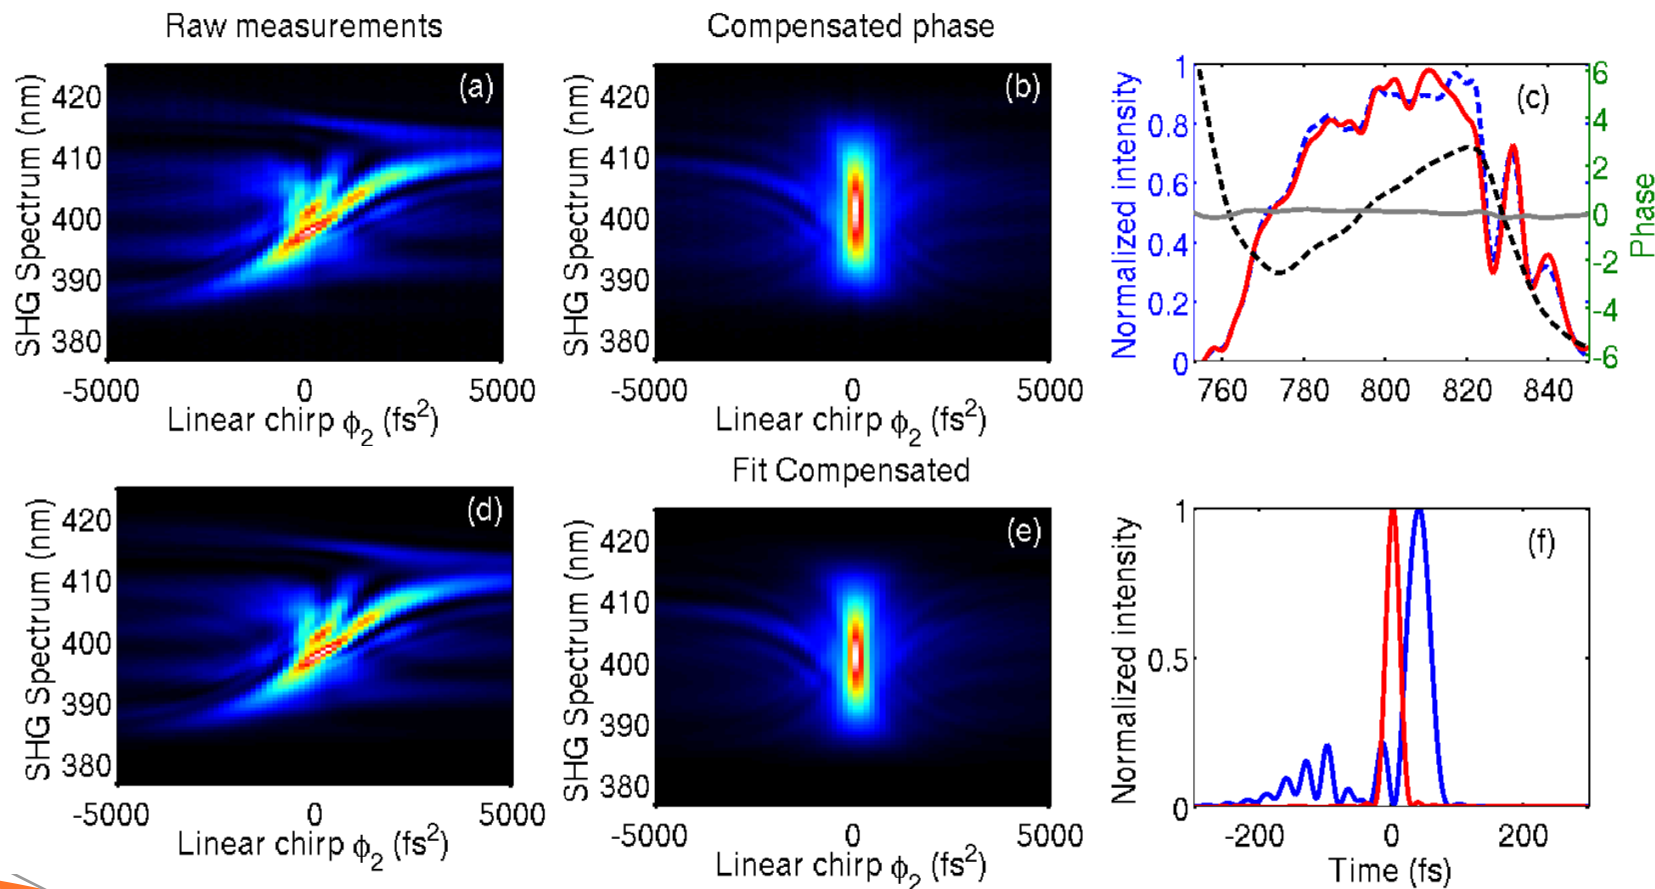 Raw measurements
Compensated phase
(a)
SHG Spectrum (nm)
420
410
400
390
380
-5000 0 5000
Linear chirp ϕ₂ (fs²)
(b)
SHG Spectrum (nm)
420
410
400
390
380
-5000 0 5000
Linear chirp ϕ₂ (fs²)
(c)
Normalized intensity
1
0.8
0.6
0.4
0.2
0
6
4
2
0
-2
-4
-6
Phase
760 780 800 820 840
Fit Compensated
(d)
SHG Spectrum (nm)
420
410
400
390
380
-5000 0 5000
Linear chirp ϕ₂ (fs²)
(e)
SHG Spectrum (nm)
420
410
400
390
380
-5000 0 5000
Linear chirp ϕ₂ (fs²)
(f)
Normalized intensity
1
0.5
0
-200 0 200
Time (fs)